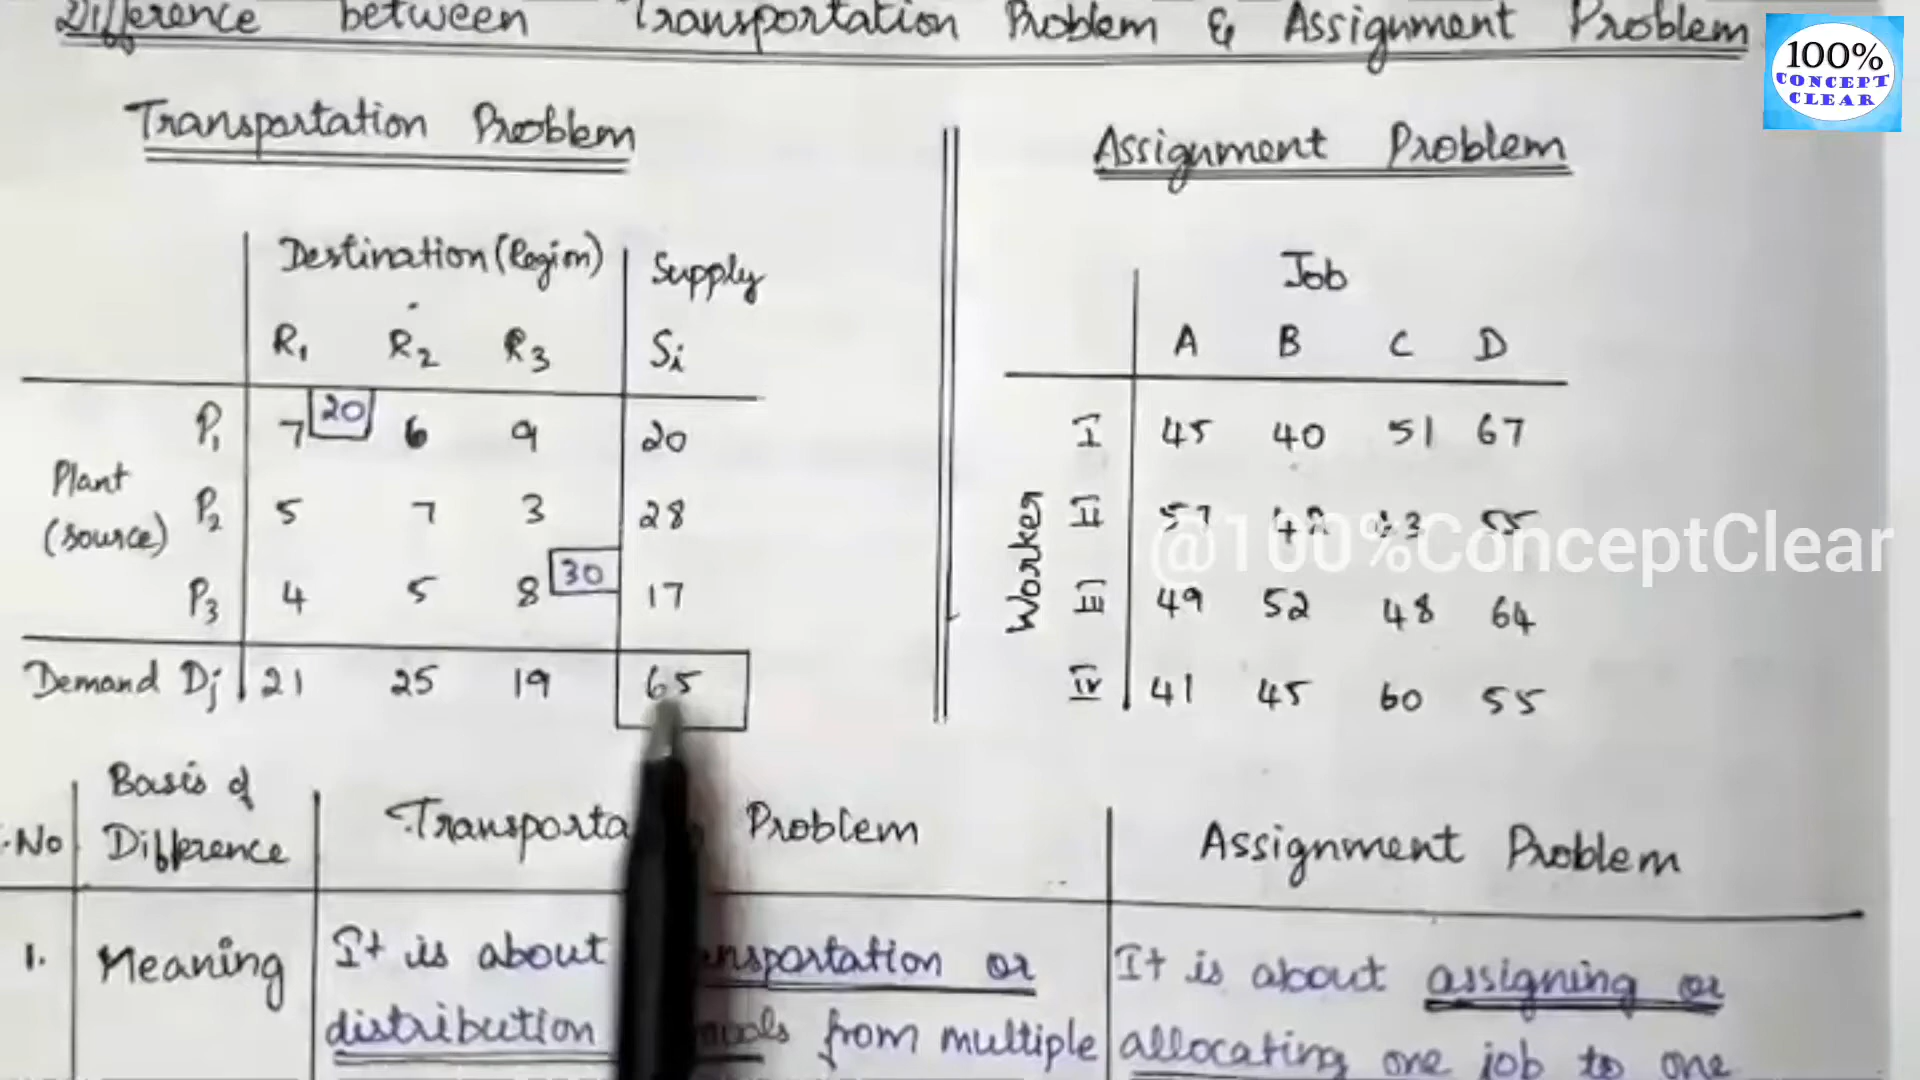 Difference between Transportation Problem & Assignment Problem
100%
CONCEPT
CLEAR
Transportation Problem
Destination (Region) Supply
R1 R2 R3 Si
P1 7 20 6 9 20
Plant
(source)
P2 5 7 3 28
P3 4 5 8 30 17
Demand Dj 21 25 19 65
Assignment Problem
Job
A B C D
Worker
I 45 40 51 67
II 55
III 49 52 48 64
IV 41 45 60 55
@100%ConceptClear
.No Basis of Difference Problem Assignment Problem
1. Meaning It is about or It is about assigning or
distribution from multiple allocating one job to one